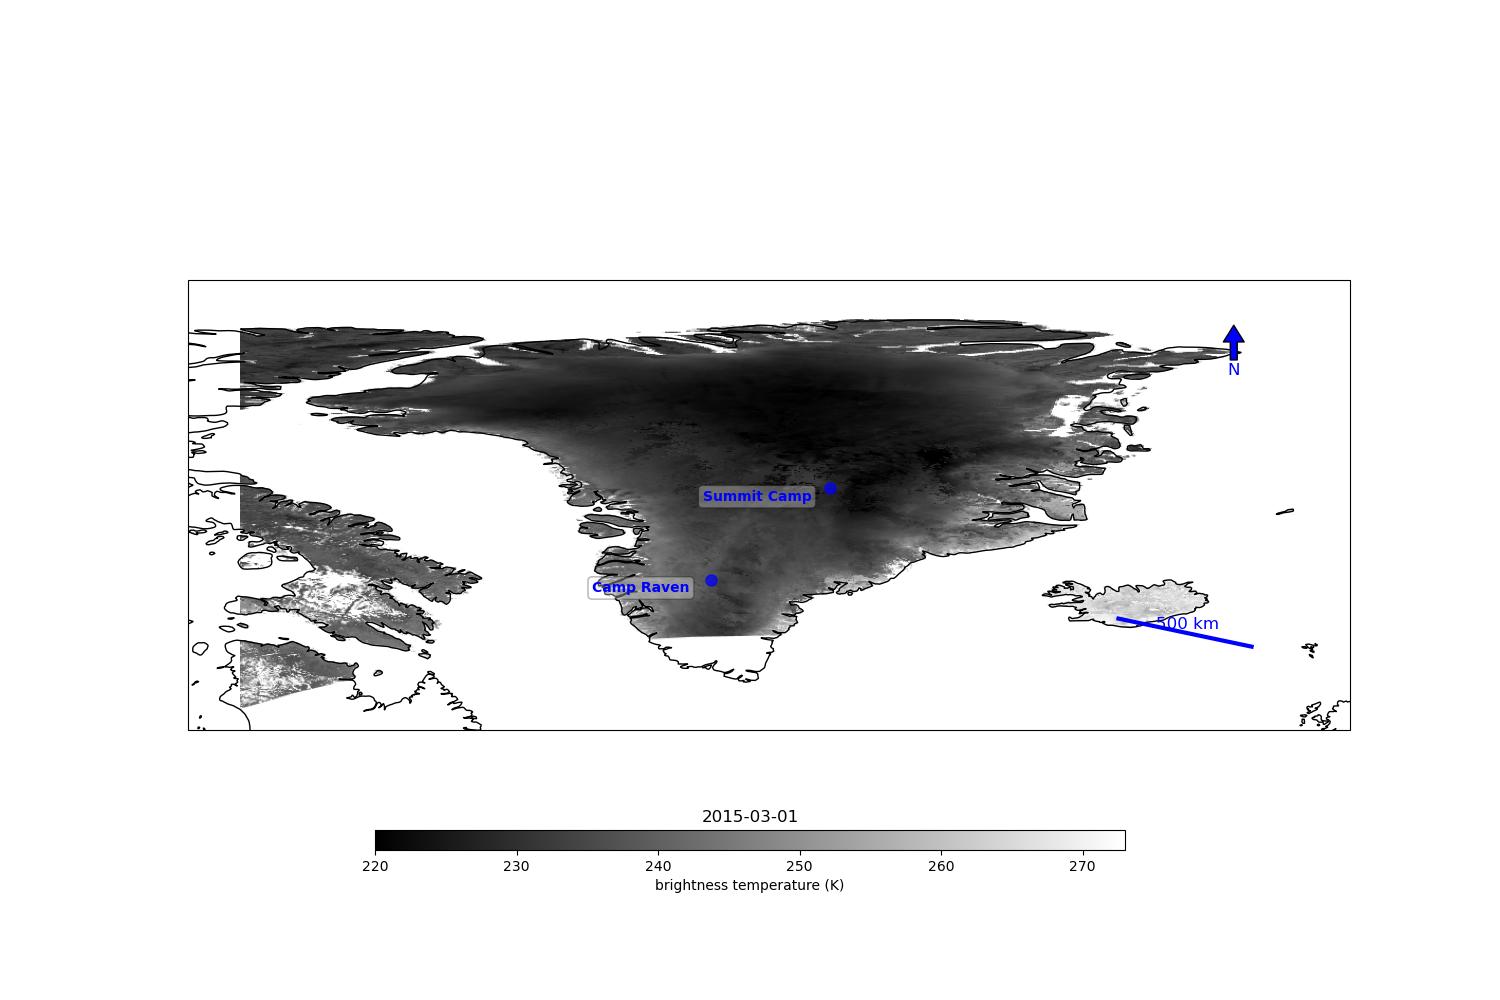 N
Summit Camp
Camp Raven
500 km
2015-03-01
220 230 240 250 260 270
brightness temperature (K)